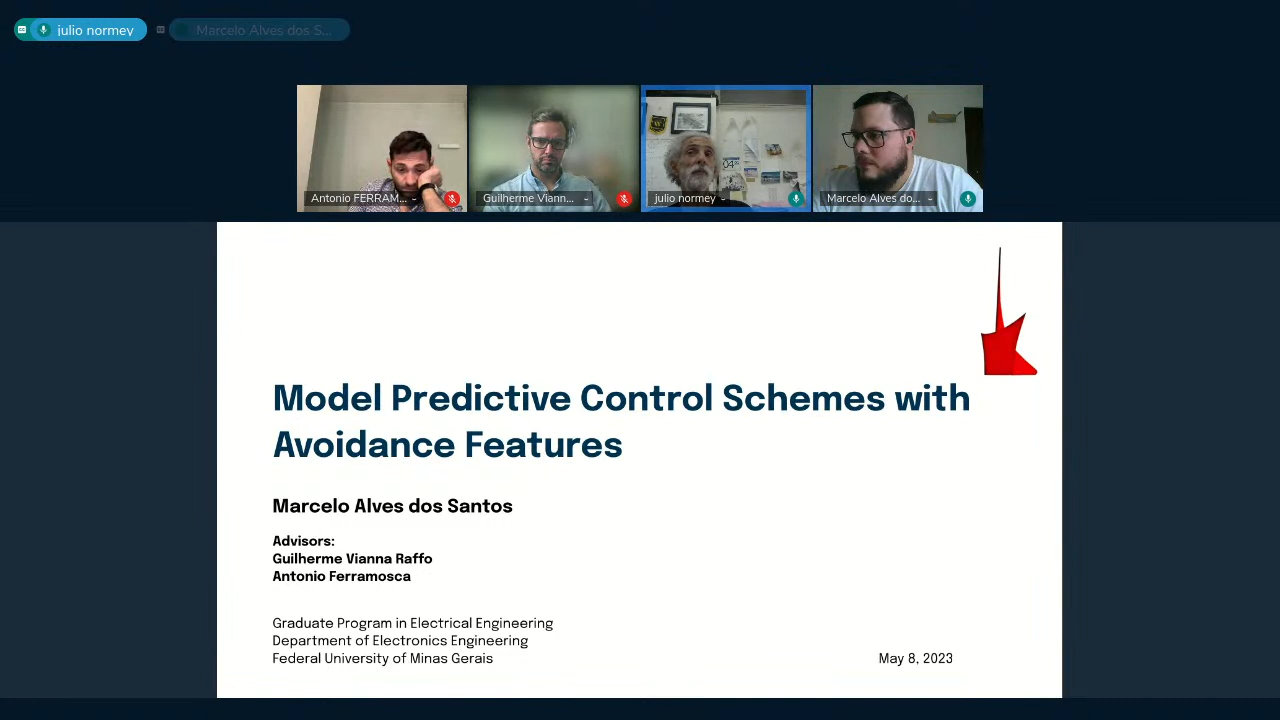 julio normey
Marcelo Alves dos S...
Antonio FERRAM...
Guilherme Viann...
julio normey
Marcelo Alves do...
Model Predictive Control Schemes with
Avoidance Features
Marcelo Alves dos Santos
Advisors:
Guilherme Vianna Raffo
Antonio Ferramosca
Graduate Program in Electrical Engineering
Department of Electronics Engineering
Federal University of Minas Gerais
May 8, 2023